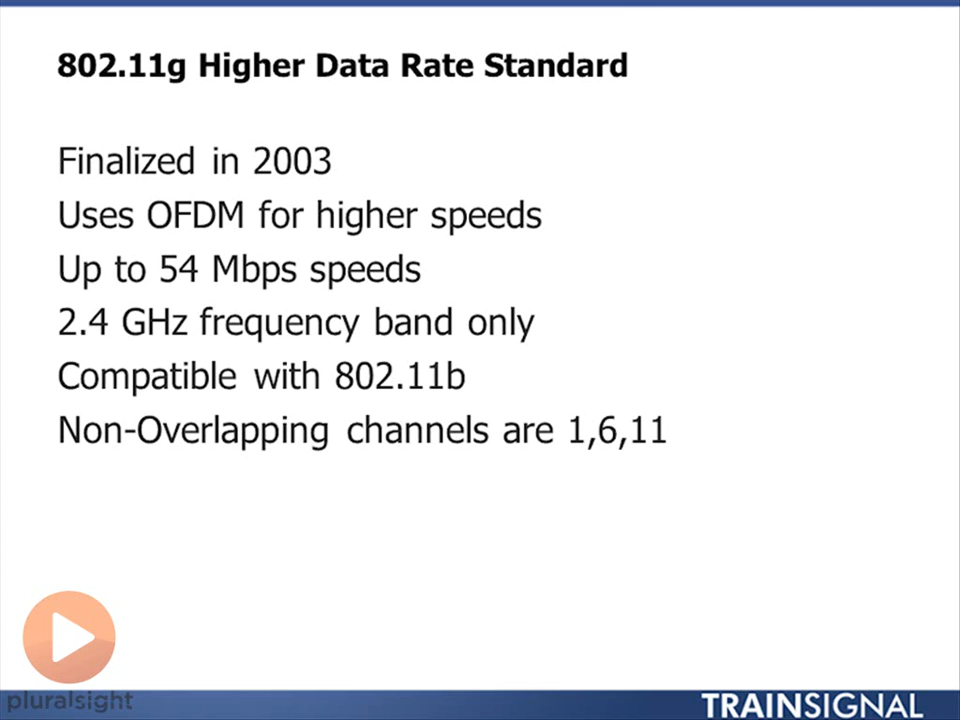 802.11g Higher Data Rate Standard
Finalized in 2003
Uses OFDM for higher speeds
Up to 54 Mbps speeds
2.4 GHz frequency band only
Compatible with 802.11b
Non-Overlapping channels are 1,6,11
pluralsight
TRAINSIGNAL